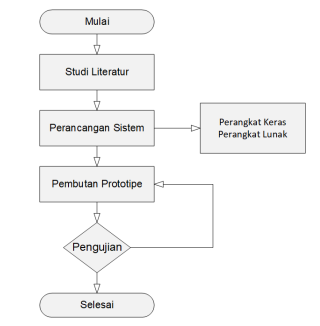 Mulai
Studi Literatur
Perancangan Sistem
Perangkat Keras
Perangkat Lunak
Pembutan Prototipe
Pengujian
Selesai